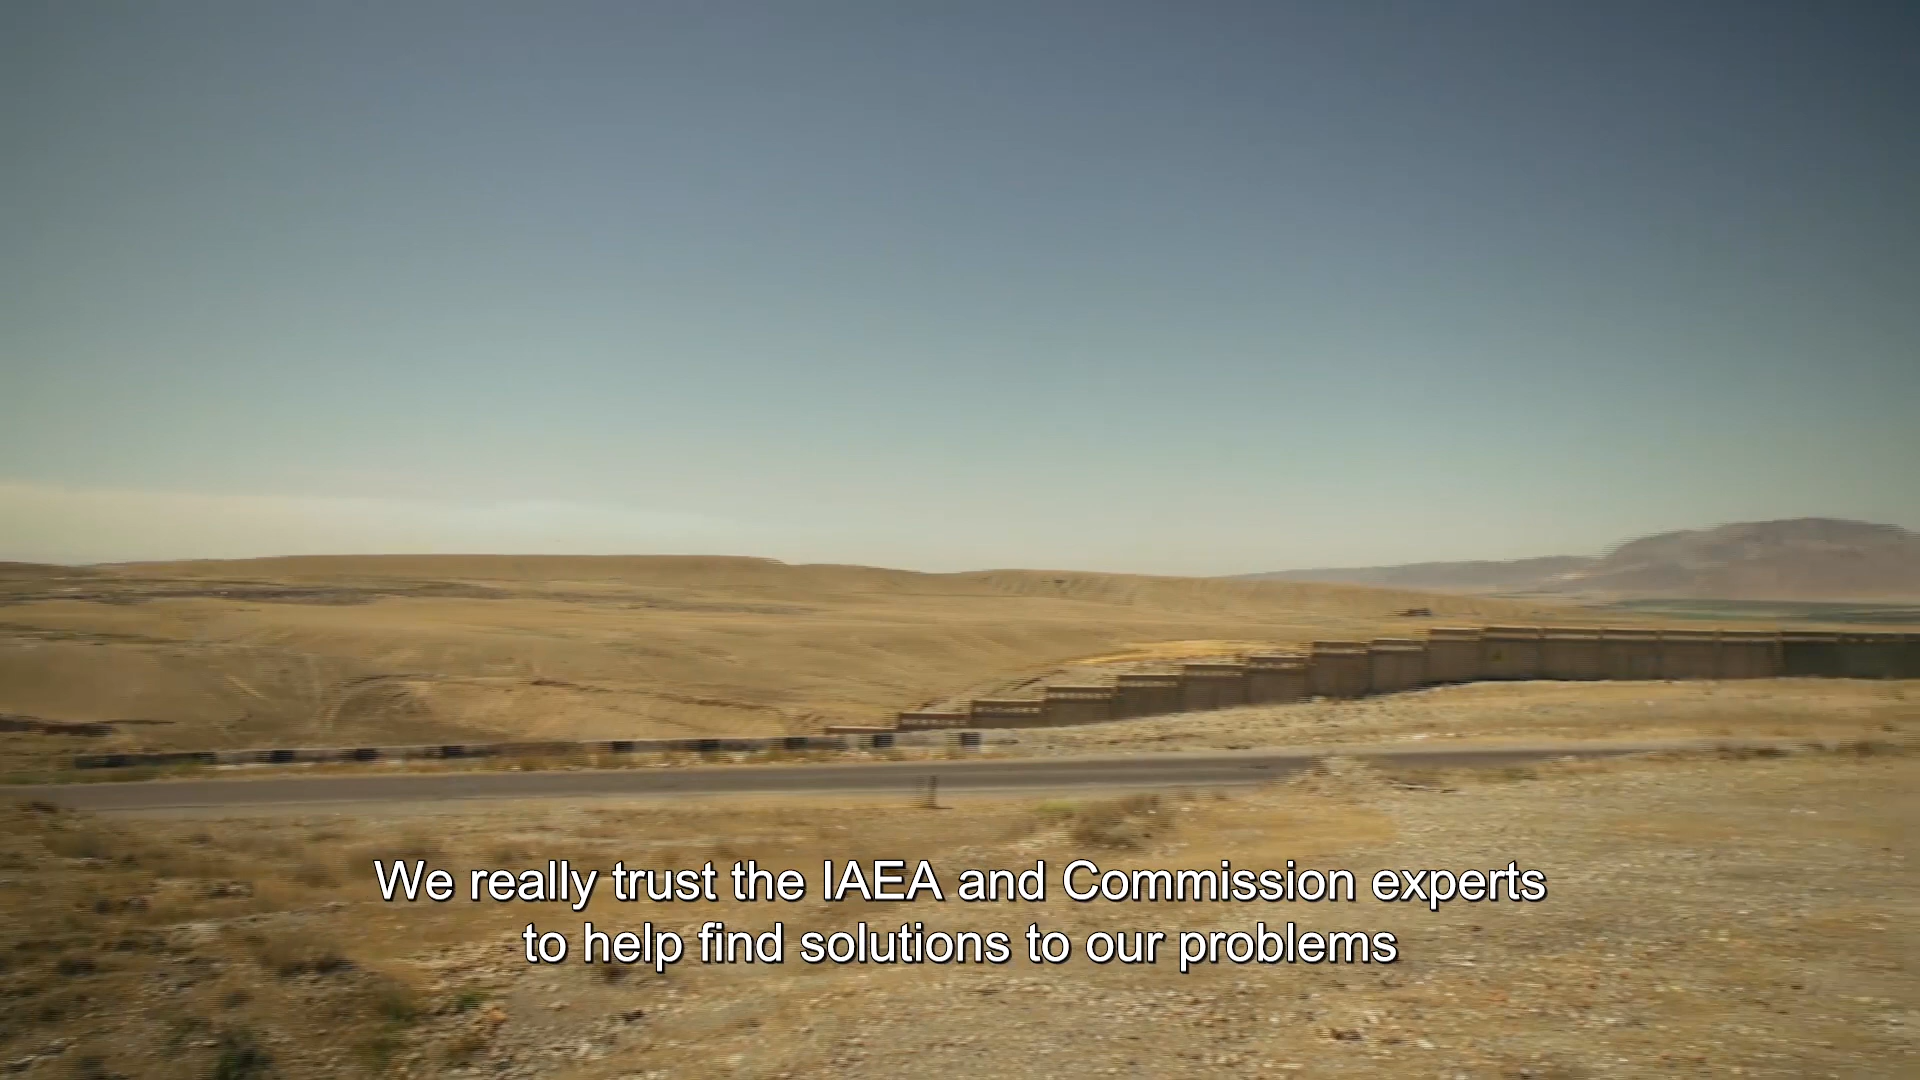 We really trust the IAEA and Commission experts
to help find solutions to our problems